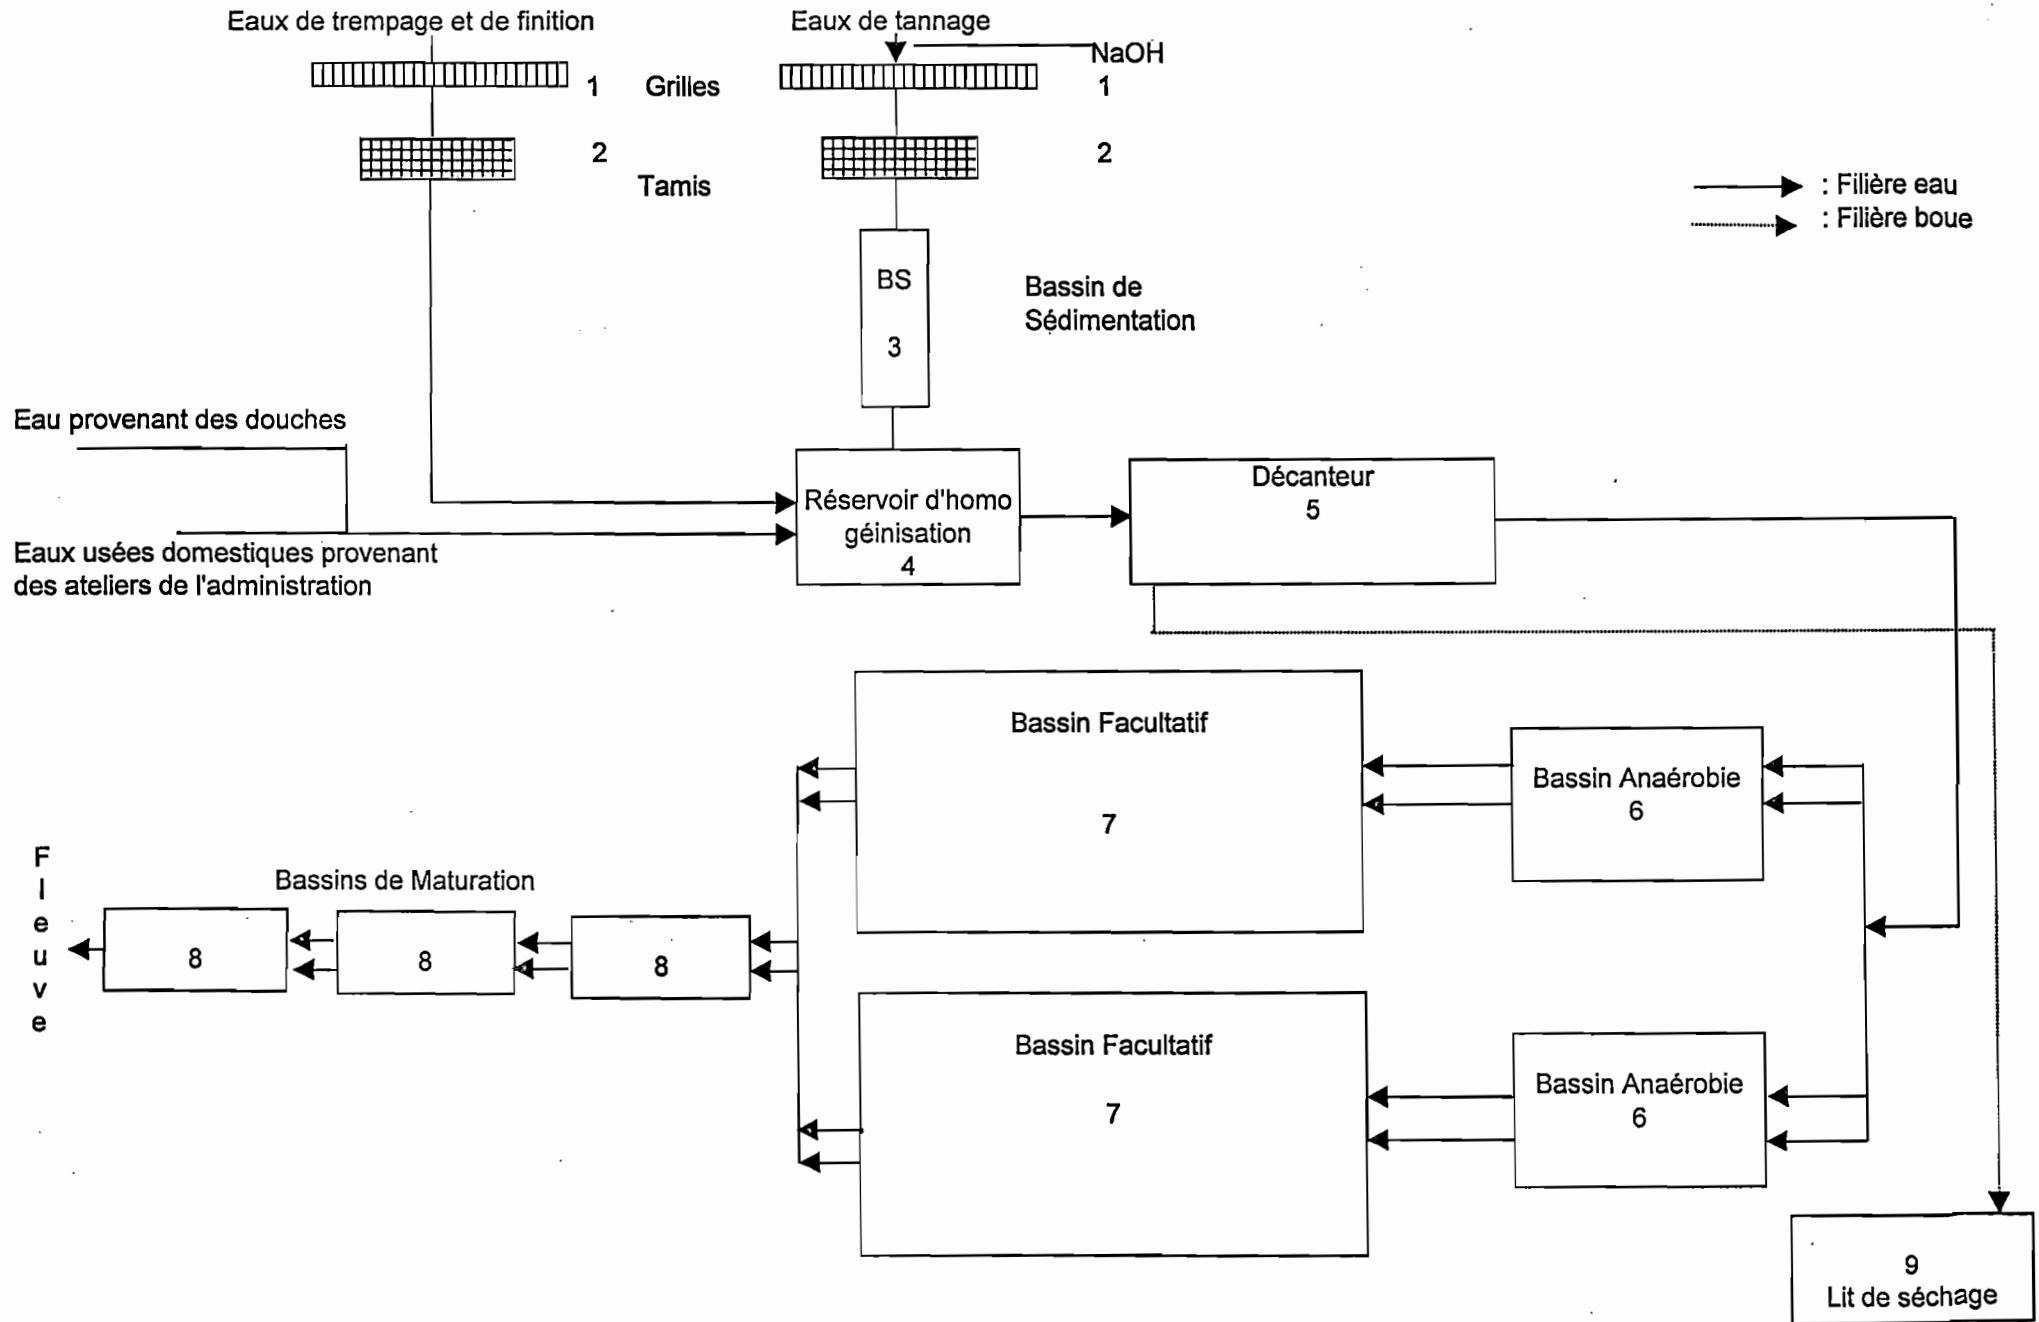 Eaux de trempage et de finition
Eaux de tannage
NaOH
1
Grilles
1
2
2
Tamis
: Filière eau
: Filière boue
BS
3
Bassin de
Sédimentation
Eau provenant des douches
Eaux usées domestiques provenant
des ateliers de l'administration
Réservoir d'homo
géinisation
4
Décanteur
5
Bassin Facultatif
7
Bassin Anaérobie
6
Fleuve
Bassins de Maturation
8
8
8
Bassin Facultatif
7
Bassin Anaérobie
6
9
Lit de séchage